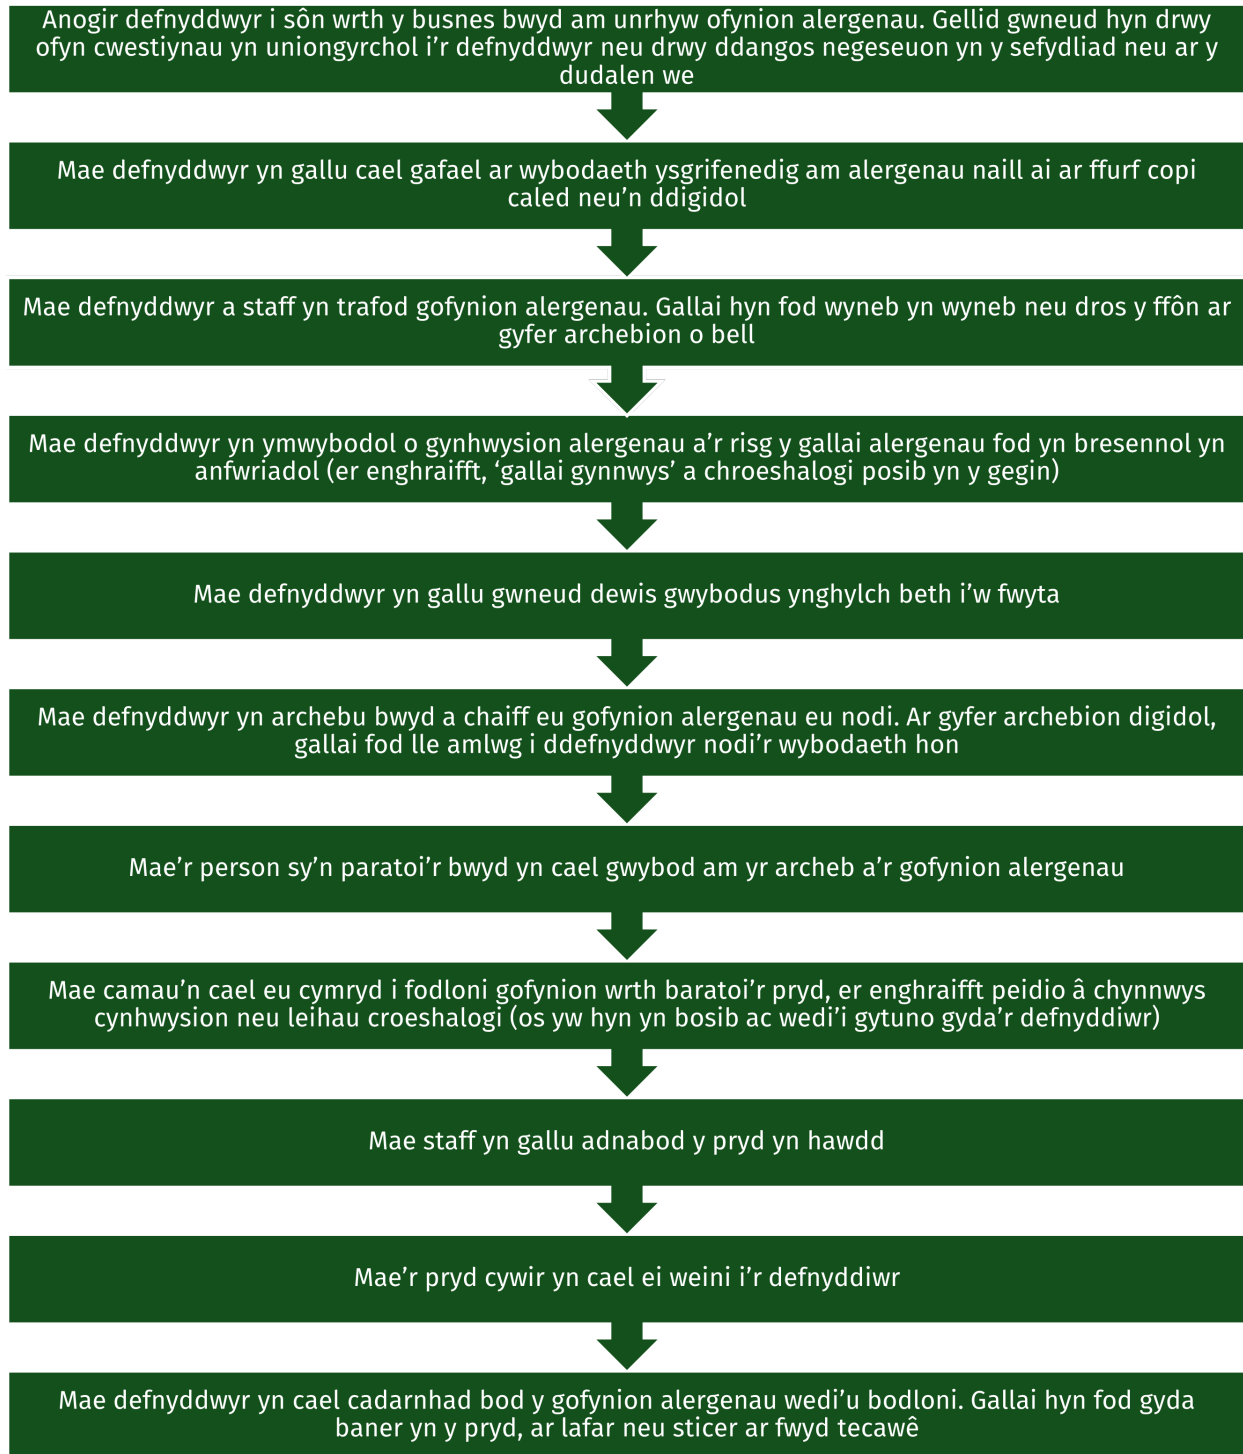 Anogir defnyddwyr i sôn wrth y busnes bwyd am unrhyw ofynion alergenau. Gellid gwneud hyn drwy
ofyn cwestiynau yn uniongyrchol i’r defnyddwyr neu drwy ddangos negeseuon yn y sefydliad neu ar y
dudalen we
Mae defnyddwyr yn gallu cael gafael ar wybodaeth ysgrifenedig am alergenau naill ai ar ffurf copi
caled neu’n ddigidol
Mae defnyddwyr a staff yn trafod gofynion alergenau. Gallai hyn fod wyneb yn wyneb neu dros y ffôn ar
gyfer archebion o bell
Mae defnyddwyr yn ymwybodol o gynhwysion alergenau a’r risg y gallai alergenau fod yn bresennol yn
anfwriadol (er enghraifft, ‘gallai gynnwys’ a chroeshalogi posib yn y gegin)
Mae defnyddwyr yn gallu gwneud dewis gwybodus ynghylch beth i’w fwyta
Mae defnyddwyr yn archebu bwyd a chaiff eu gofynion alergenau eu nodi. Ar gyfer archebion digidol,
gallai fod lle amlwg i ddefnyddwyr nodi’r wybodaeth hon
Mae’r person sy’n paratoi’r bwyd yn cael gwybod am yr archeb a’r gofynion alergenau
Mae camau’n cael eu cymryd i fodloni gofynion wrth baratoi’r pryd, er enghraifft peidio â chynnwys
cynhwysion neu leihau croeshalogi (os yw hyn yn bosib ac wedi’i gytuno gyda’r defnyddiwr)
Mae staff yn gallu adnabod y pryd yn hawdd
Mae’r pryd cywir yn cael ei weini i’r defnyddiwr
Mae defnyddwyr yn cael cadarnhad bod y gofynion alergenau wedi’u bodloni. Gallai hyn fod gyda
baner yn y pryd, ar lafar neu sticer ar fwyd tecawê